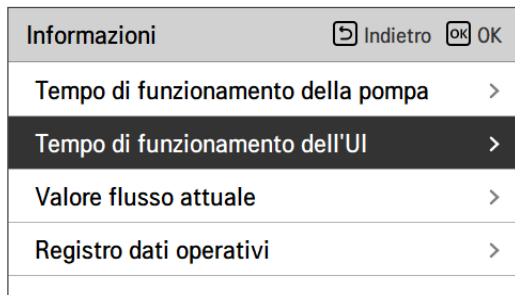 Informazioni Indietro OK OK
Tempo di funzionamento della pompa
Tempo di funzionamento dell'UI
Valore flusso attuale
Registro dati operativi